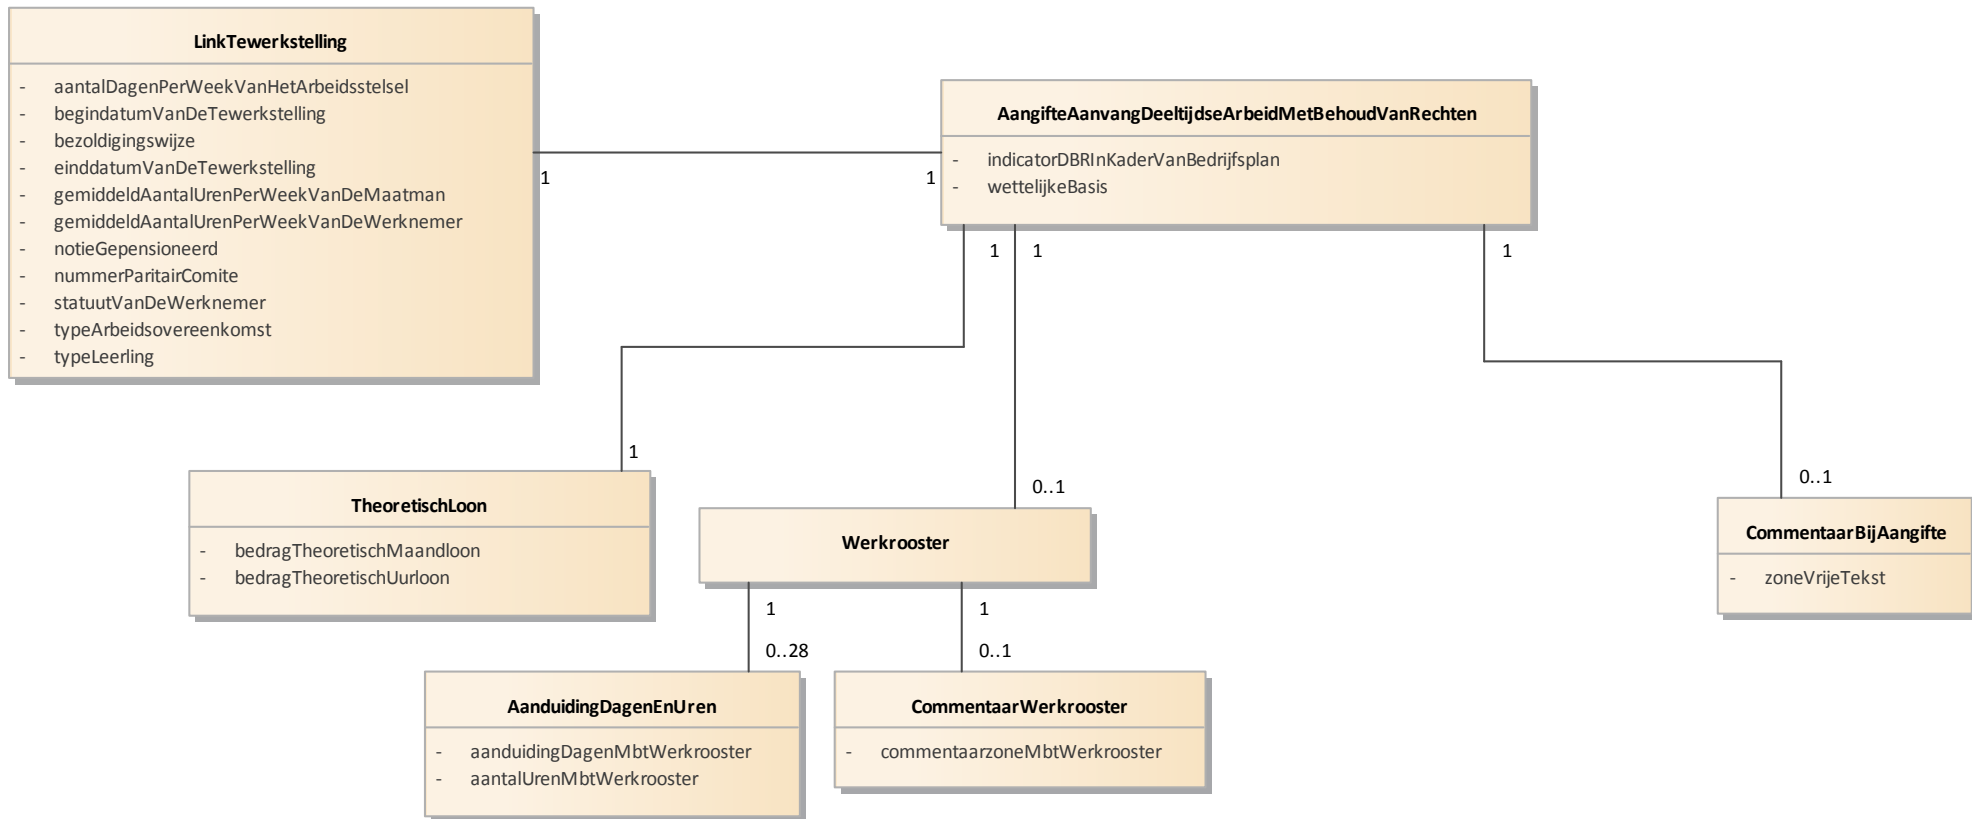 LinkTewerkstelling
- aantalDagenPerWeekVanHetArbeidsstelsel
- begindatumVanDeTewerkstelling
- bezoldigingswijze
- einddatumVanDeTewerkstelling
- gemiddeldAantalUrenPerWeekVanDeMaatman
- gemiddeldAantalUrenPerWeekVanDeWerknemer
- notieGepensioneerd
- nummerParitairComite
- statuutVanDeWerknemer
- typeArbeidsovereenkomst
- typeLeerling
1
1
AangifteAanvangDeeltijdseArbeidMetBehoudVanRechten
- indicatorDBRInKaderVanBedrijfsplan
- wettelijkeBasis
1
1
1
1
0..1
0..1
TheoretischLoon
- bedragTheoretischMaandloon
- bedragTheoretischUurloon
Werkrooster
CommentaarBijAangifte
- zoneVrijeTekst
1
1
0..28
0..1
AanduidingDagenEnUren
- aanduidingDagenMbtWerkrooster
- aantalUrenMbtWerkrooster
CommentaarWerkrooster
- commentaarzoneMbtWerkrooster